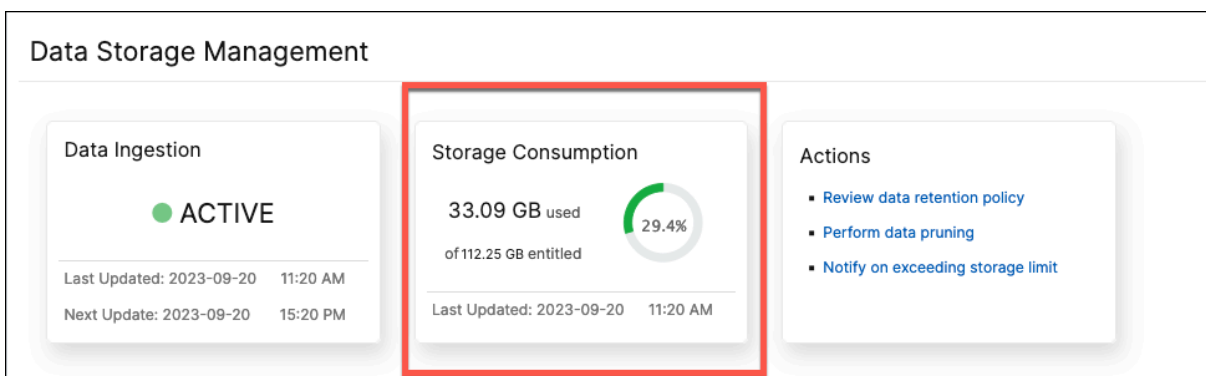 Data Storage Management
Data Ingestion
ACTIVE
Last Updated: 2023-09-20 11:20 AM
Next Update: 2023-09-20 15:20 PM
Storage Consumption
33.09 GB used
of 112.25 GB entitled
29.4%
Last Updated: 2023-09-20 11:20 AM
Actions
Review data retention policy
Perform data pruning
Notify on exceeding storage limit